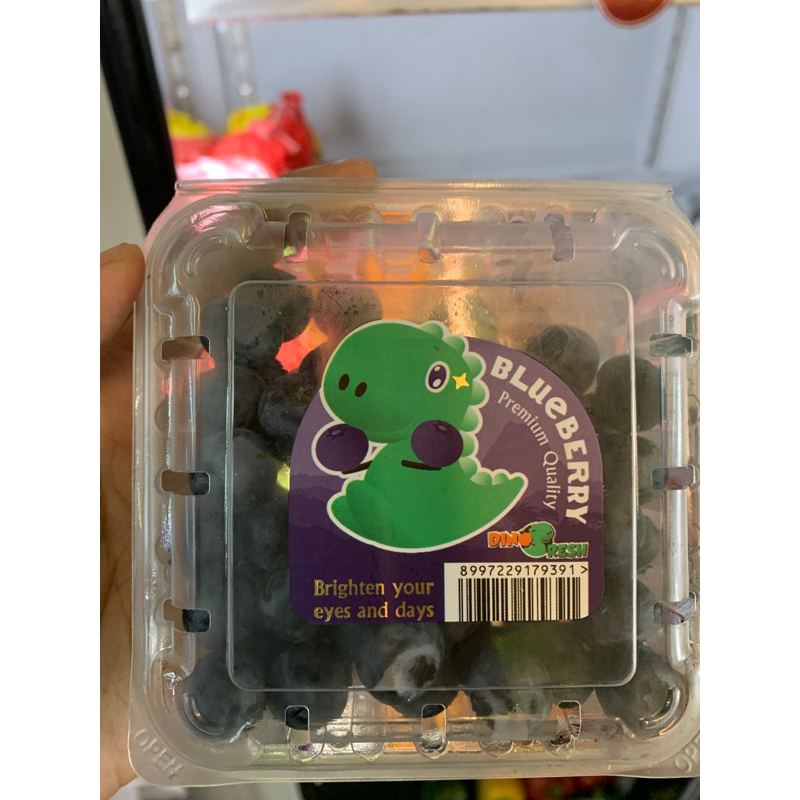 BLueBERRY
Premium Quality
DINO FRESH
Brighten your
eyes and days
8997229179391>
OPEN